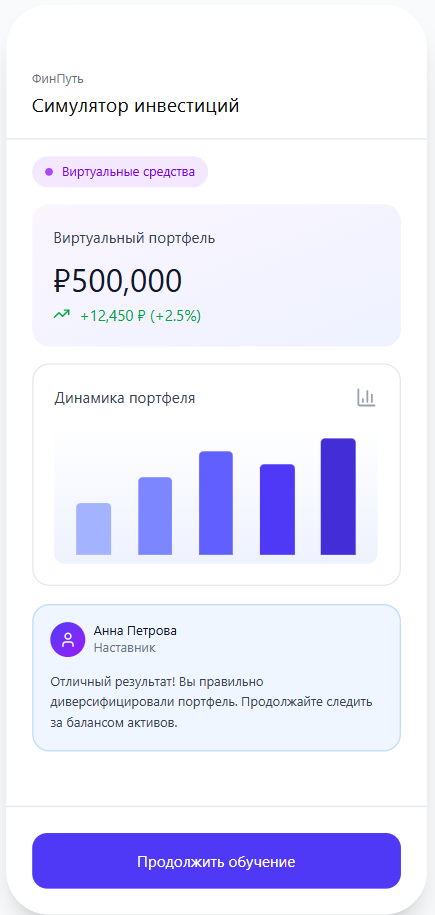 ФинПуть
Симулятор инвестиций
Виртуальные средства
Виртуальный портфель
₽500,000
+12,450 ₽ (+2.5%)
Динамика портфеля
Анна Петрова
Наставник
Отличный результат! Вы правильно
диверсифицировали портфель. Продолжайте следить
за балансом активов.
Продолжить обучение